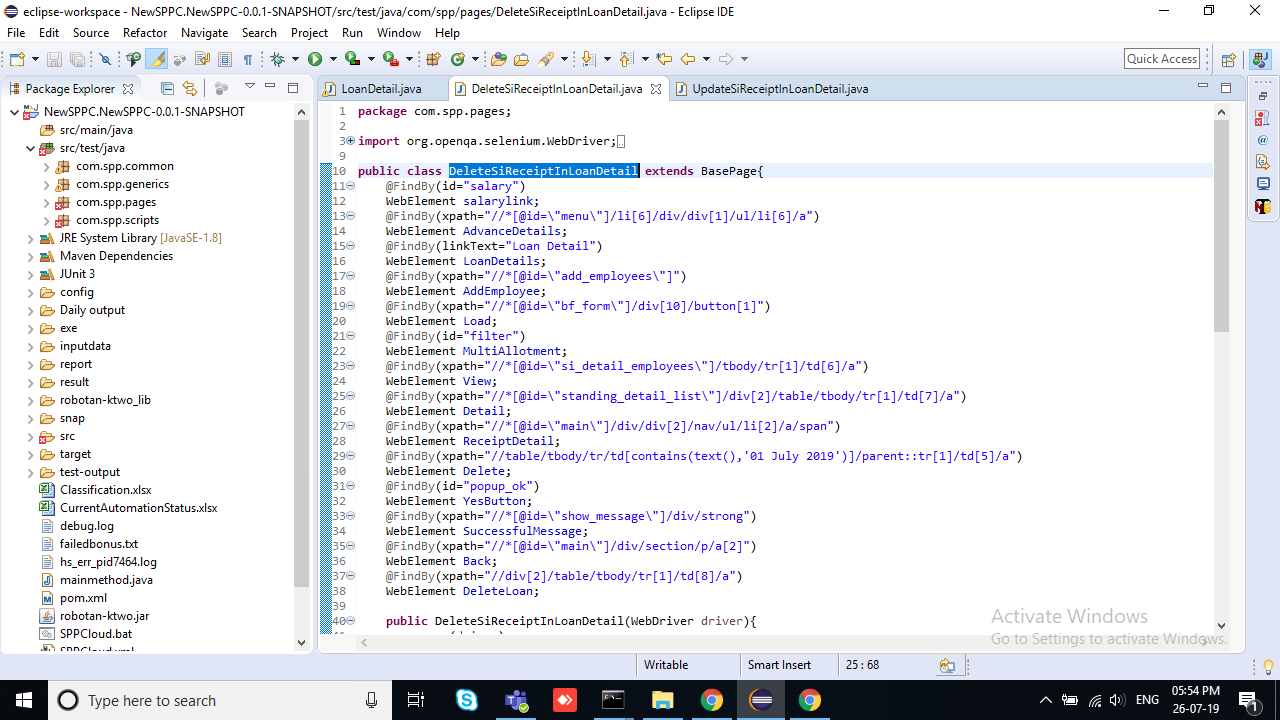 eclipse-workspace - NewSPPC.NewSPPC-0.0.1-SNAPSHOT/src/test/java/com/spp/pages/DeleteSiReceiptInLoanDetail.java - Eclipse IDE
File Edit Source Refactor Navigate Search Project Run Window Help
Quick Access
Package Explorer
LoanDetail.java DeleteSiReceiptInLoanDetail.java UpdateSiReceiptInLoanDetail.java
NewSPPC.NewSPPC-0.0.1-SNAPSHOT
src/main/java
src/test/java
com.spp.common
com.spp.generics
com.spp.pages
com.spp.scripts
JRE System Library [JavaSE-1.8]
Maven Dependencies
JUnit 3
config
Daily output
exe
inputdata
report
result
robotan-ktwo_lib
snap
src
target
test-output
Classification.xlsx
CurrentAutomationStatus.xlsx
debug.log
failedbonus.txt
hs_err_pid7464.log
mainmethod.java
pom.xml
robotan-ktwo.jar
SPPCloud.bat
SPPCloud.xml
1 package com.spp.pages;
2
3 import org.openqa.selenium.WebDriver;
9
10 public class DeleteSiReceiptInLoanDetail extends BasePage{
11 @FindBy(id="salary")
12 WebElement salarylink;
13 @FindBy(xpath="//*[@id=\"menu\"]/li[6]/div/div[1]/ul/li[6]/a")
14 WebElement AdvanceDetails;
15 @FindBy(linkText="Loan Detail")
16 WebElement LoanDetails;
17 @FindBy(xpath="//*[@id=\"add_employees\"]")
18 WebElement AddEmployee;
19 @FindBy(xpath="//*[@id=\"bf_form\"]/div[10]/button[1]")
20 WebElement Load;
21 @FindBy(id="filter")
22 WebElement MultiAllotment;
23 @FindBy(xpath="//*[@id=\"si_detail_employees\"]/tbody/tr[1]/td[6]/a")
24 WebElement View;
25 @FindBy(xpath="//*[@id=\"standing_detail_list\"]/div[2]/table/tbody/tr[1]/td[7]/a")
26 WebElement Detail;
27 @FindBy(xpath="//*[@id=\"main\"]/div/div[2]/nav/ul/li[2]/a/span")
28 WebElement ReceiptDetail;
29 @FindBy(xpath="//table/tbody/tr/td[contains(text(),'01 July 2019')]/parent::tr[1]/td[5]/a")
30 WebElement Delete;
31 @FindBy(id="popup_ok")
32 WebElement YesButton;
33 @FindBy(xpath="//*[@id=\"show_message\"]/div/strong")
34 WebElement SuccessfulMessage;
35 @FindBy(xpath="//*[@id=\"main\"]/div/section/p/a[2]")
36 WebElement Back;
37 @FindBy(xpath="//div[2]/table/tbody/tr[1]/td[8]/a")
38 WebElement DeleteLoan;
39
40 public DeleteSiReceiptInLoanDetail(WebDriver driver){
Activate Windows
Go to Settings to activate Windows.
Writable Smart Insert 25 : 68
Type here to search
ENG
05:54 PM
26-07-19
1